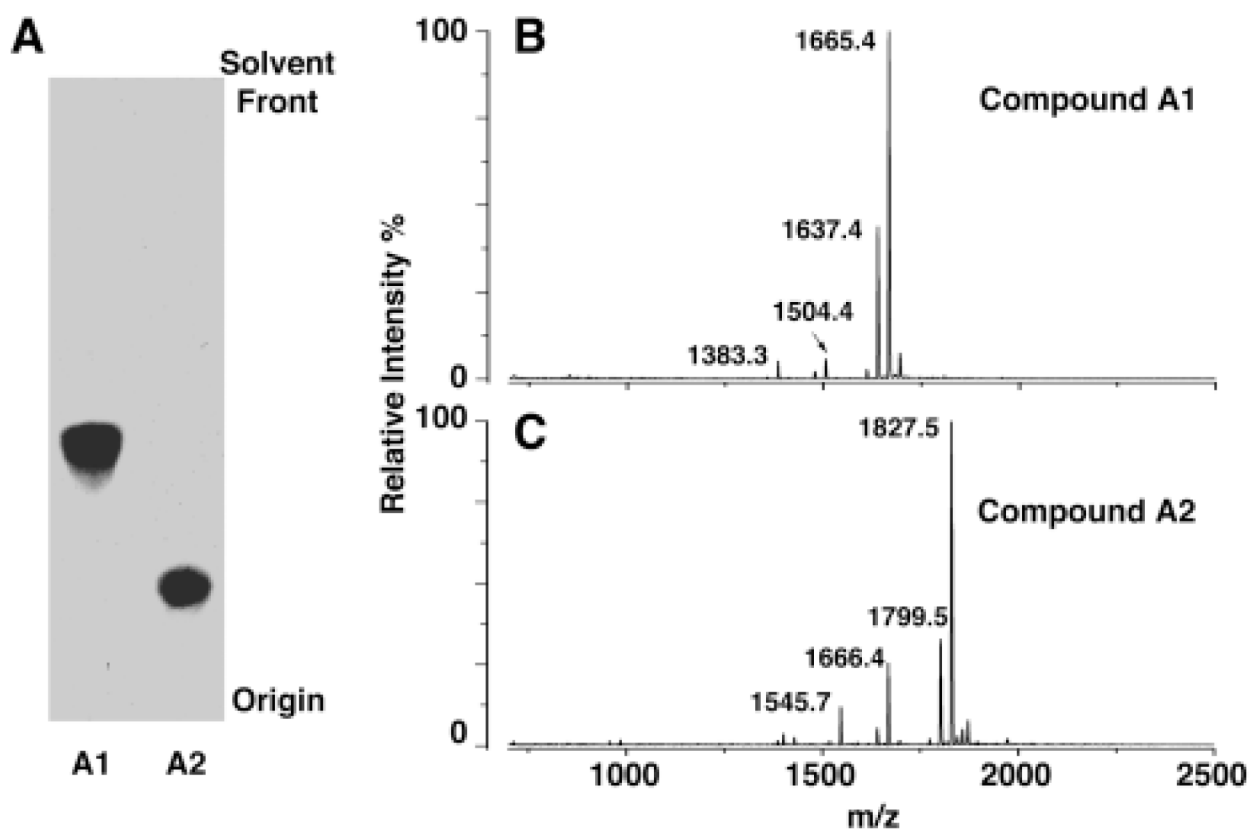 A
Solvent
Front
Origin
A1 A2
Relative Intensity %
B
100
1665.4
Compound A1
1637.4
1504.4
1383.3
0
C
100
1827.5
Compound A2
1799.5
1666.4
1545.7
0
1000 1500 2000 2500
m/z